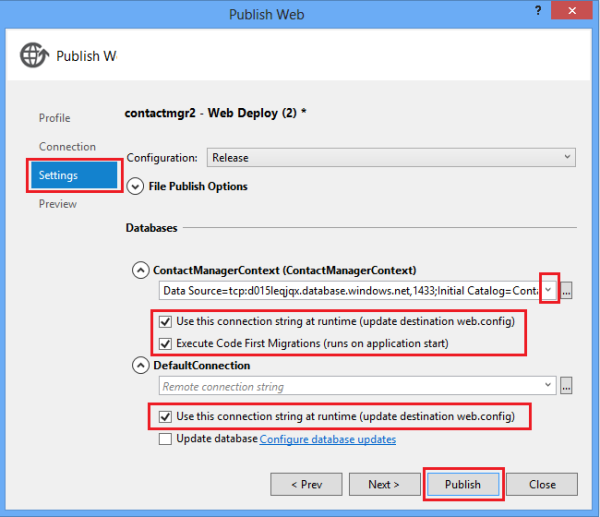 Publish Web
? x
Publish W
Profile
Connection
Settings
Preview
contactmgr2 - Web Deploy (2) *
Configuration: Release
File Publish Options
Databases
ContactManagerContext (ContactManagerContext)
Data Source=tcp:d015leqjqx.database.windows.net,1433;Initial Catalog=Conta ...
Use this connection string at runtime (update destination web.config)
Execute Code First Migrations (runs on application start)
DefaultConnection
Remote connection string ...
Use this connection string at runtime (update destination web.config)
Update database Configure database updates
< Prev Next > Publish Close